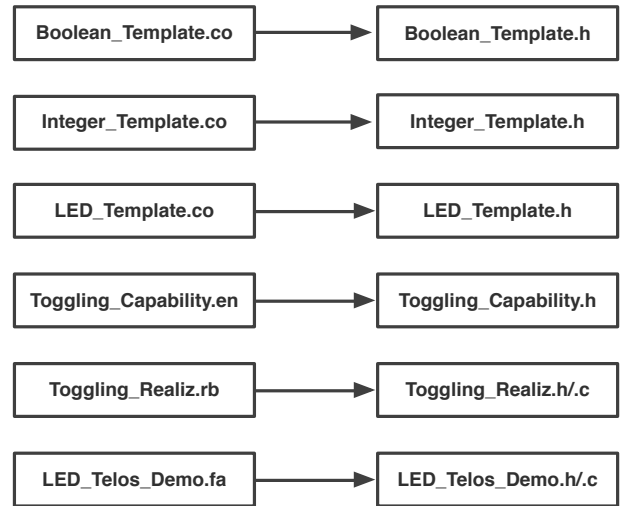 Boolean_Template.co
Boolean_Template.h
Integer_Template.co
Integer_Template.h
LED_Template.co
LED_Template.h
Toggling_Capability.en
Toggling_Capability.h
Toggling_Realiz.rb
Toggling_Realiz.h/.c
LED_Telos_Demo.fa
LED_Telos_Demo.h/.c